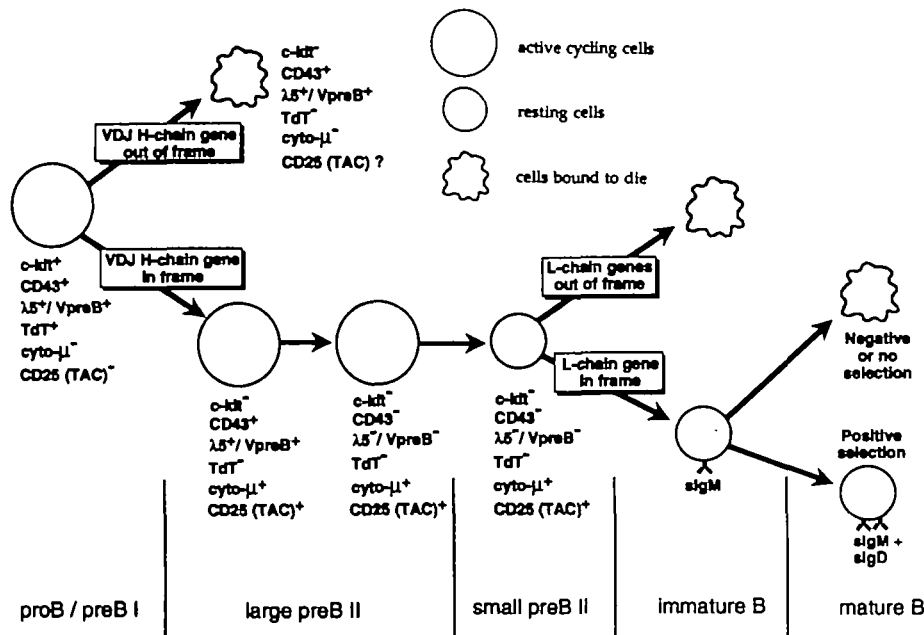 c-kit⁻
CD43⁺
λ5⁺/ VpreB⁺
TdT⁻
cyto-μ⁻
CD25 (TAC) ?
active cycling cells
resting cells
cells bound to die
VDJ H-chain gene
out of frame
VDJ H-chain gene
in frame
c-kit⁺
CD43⁺
λ5⁺/ VpreB⁺
TdT⁺
cyto-μ⁻
CD25 (TAC)⁻
L-chain genes
out of frame
L-chain gene
in frame
Negative
or no
selection
c-kit⁻
CD43⁺
λ5⁺/ VpreB⁺
TdT⁻
cyto-μ⁺
CD25 (TAC)⁺
c-kit⁻
CD43⁻
λ5⁻/ VpreB⁻
TdT⁻
cyto-μ⁺
CD25 (TAC)⁺
c-kit⁻
CD43⁻
λ5⁻/ VpreB⁻
TdT⁻
cyto-μ⁺
CD25 (TAC)⁺
sIgM
Positive
selection
sIgM +
sIgD
proB / preB I
large preB II
small preB II
immature B
mature B